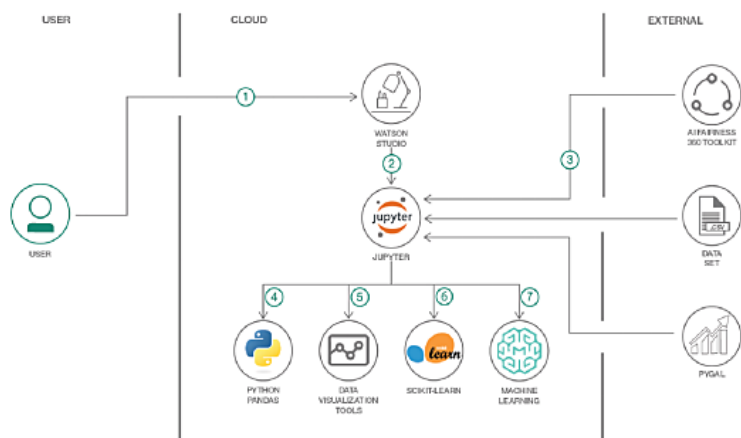 USER
CLOUD
EXTERNAL
1
WATSON
STUDIO
AI FAIRNESS
360 TOOLKIT
2
3
jupyter
JUPYTER
USER
.CSV
DATA
SET
4
5
6
7
learn
PYTHON
PANDAS
DATA
VISUALIZATION
TOOLS
SCIKIT-LEARN
MACHINE
LEARNING
PYGAL